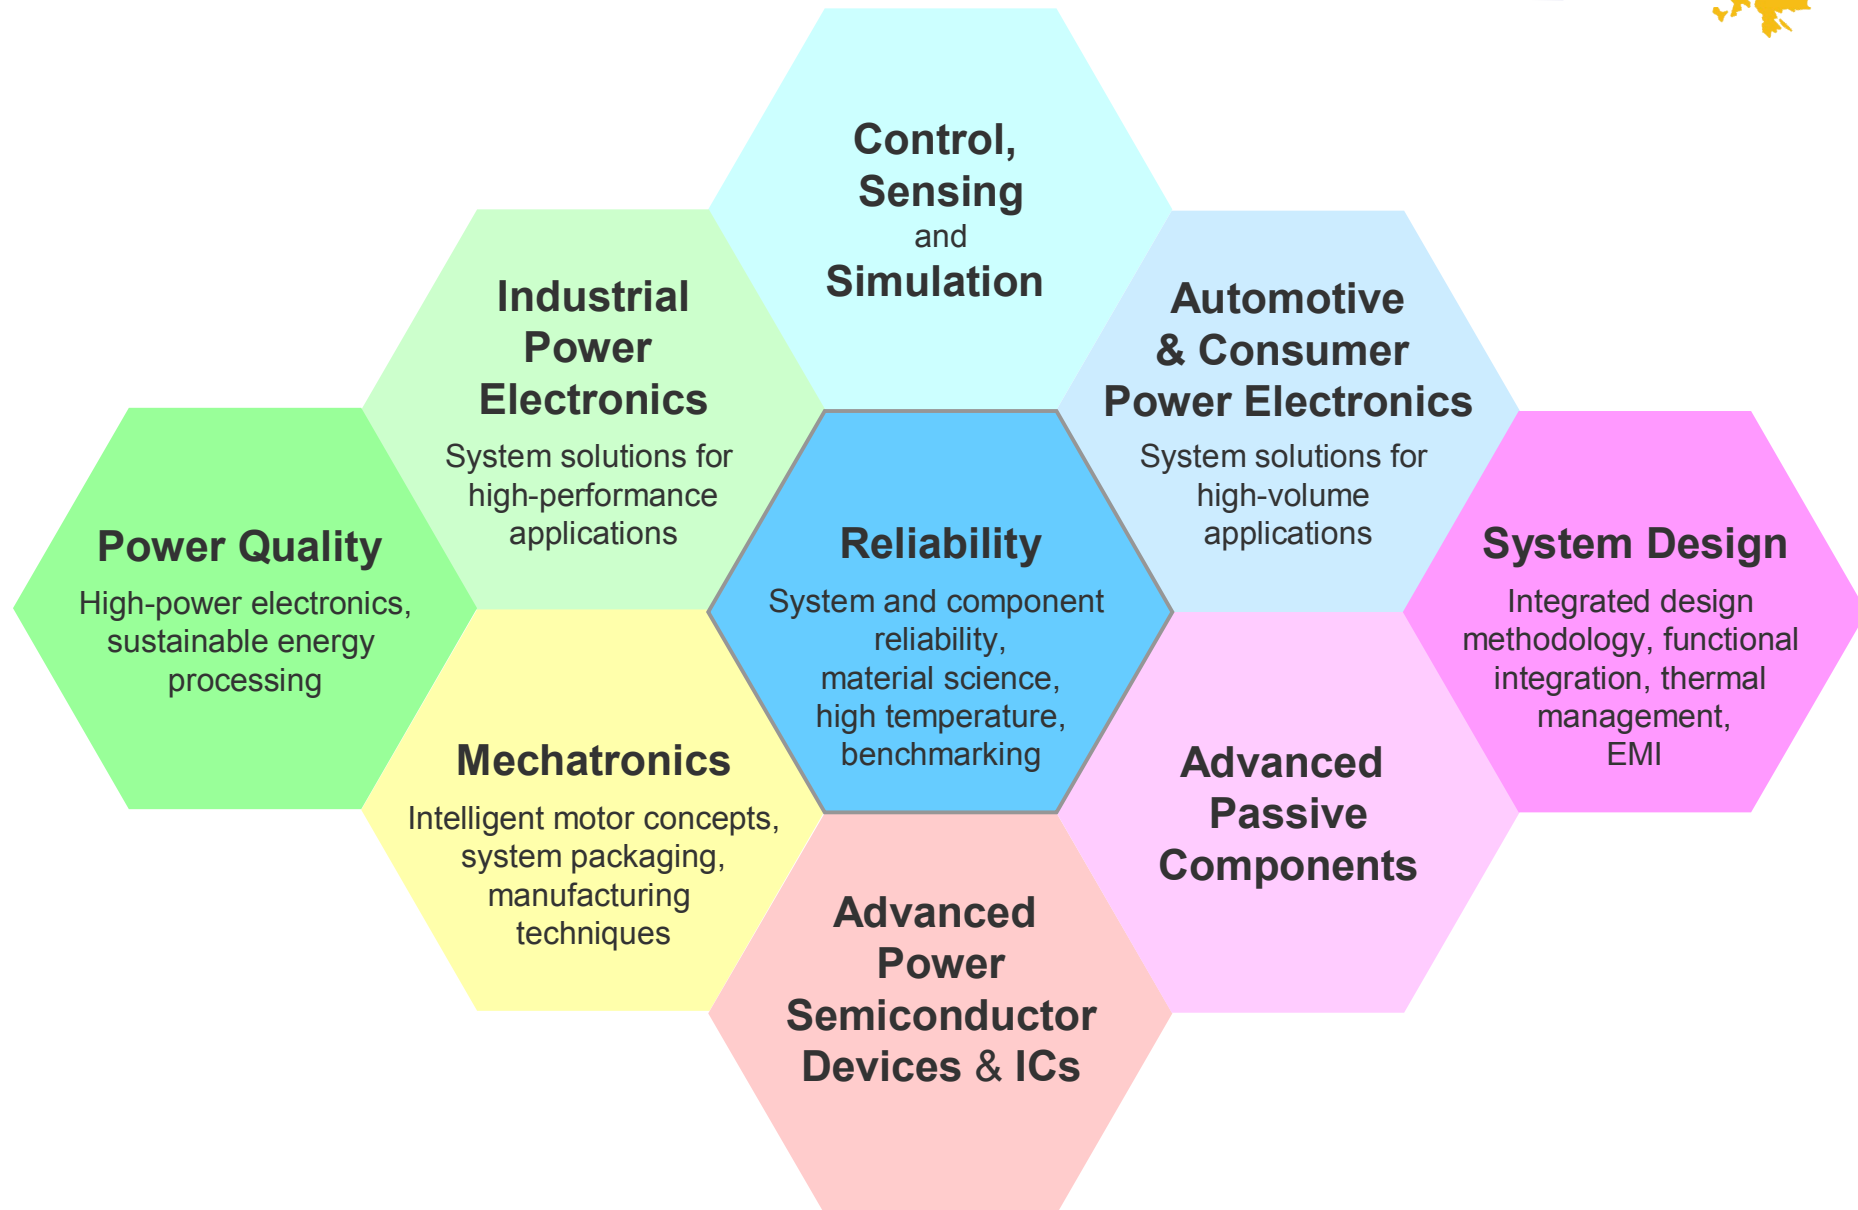 Control,
Sensing
and
Simulation
Industrial
Power
Electronics
System solutions for
high-performance
applications
Automotive
& Consumer
Power Electronics
System solutions for
high-volume
applications
Power Quality
High-power electronics,
sustainable energy
processing
Reliability
System and component
reliability,
material science,
high temperature,
benchmarking
System Design
Integrated design
methodology, functional
integration, thermal
management,
EMI
Mechatronics
Intelligent motor concepts,
system packaging,
manufacturing
techniques
Advanced
Passive
Components
Advanced
Power
Semiconductor
Devices & ICs